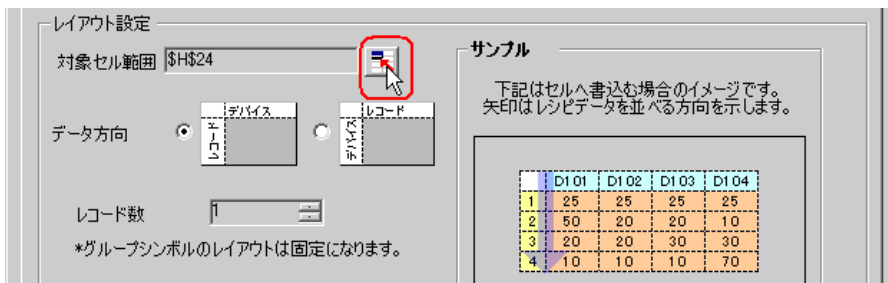 レイアウト設定
対象セル範囲 $H$24
データ方向
デバイス
レコード
レコード
デバイス
レコード数 1
*グループシンボルのレイアウトは固定になります。
サンプル
下記はセルへ書込む場合のイメージです。
矢印はレシピデータを並べる方向を示します。
D101 D102 D103 D104
1 25 25 25 25
2 50 20 20 10
3 20 20 30 30
4 10 10 10 70